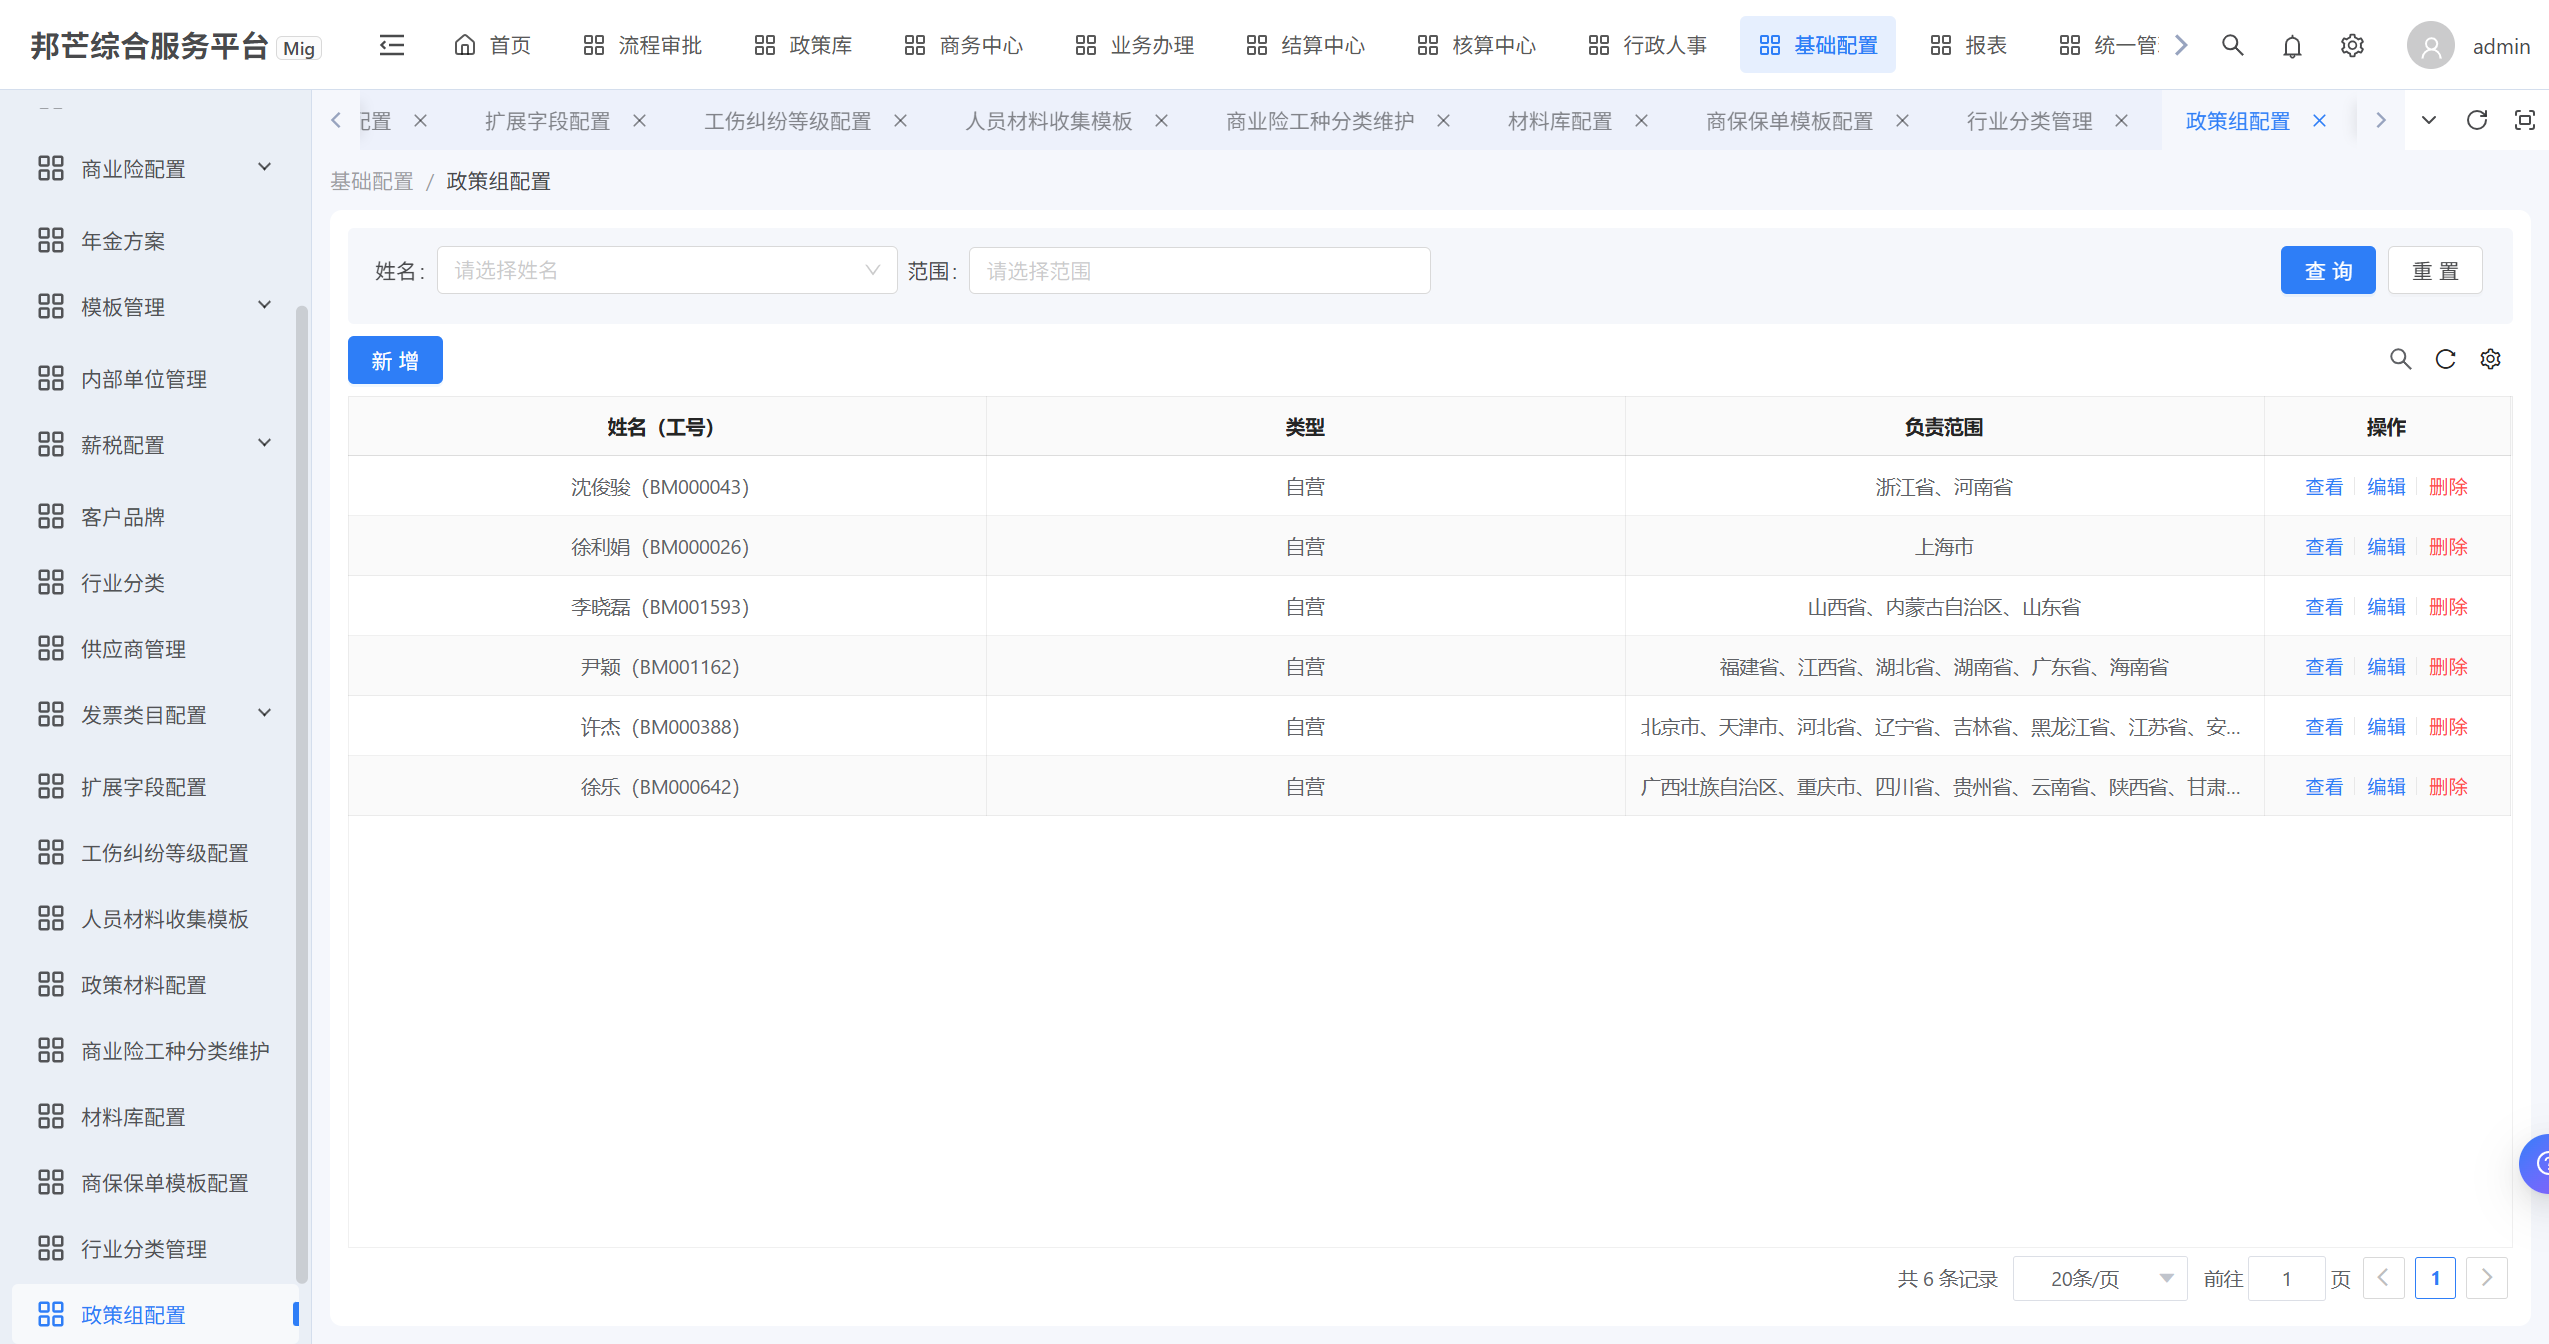 邦芒综合服务平台 Mig
首页 流程审批 政策库 商务中心 业务办理 结算中心 核算中心 行政人事 基础配置 报表 统一管 admin
配置 扩展字段配置 工伤纠纷等级配置 人员材料收集模板 商业险工种分类维护 材料库配置 商保保单模板配置 行业分类管理 政策组配置
基础配置 / 政策组配置
商业险配置
年金方案
模板管理
内部单位管理
薪税配置
客户品牌
行业分类
供应商管理
发票类目配置
扩展字段配置
工伤纠纷等级配置
人员材料收集模板
政策材料配置
商业险工种分类维护
材料库配置
商保保单模板配置
行业分类管理
政策组配置
姓名: 请选择姓名 范围: 请选择范围 查 询 重 置
新 增
姓名（工号） 类型 负责范围 操作
沈俊骏（BM000043） 自营 浙江省、河南省 查看 编辑 删除
徐利娟（BM000026） 自营 上海市 查看 编辑 删除
李晓磊（BM001593） 自营 山西省、内蒙古自治区、山东省 查看 编辑 删除
尹颖（BM001162） 自营 福建省、江西省、湖北省、湖南省、广东省、海南省 查看 编辑 删除
许杰（BM000388） 自营 北京市、天津市、河北省、辽宁省、吉林省、黑龙江省、江苏省、安... 查看 编辑 删除
徐乐（BM000642） 自营 广西壮族自治区、重庆市、四川省、贵州省、云南省、陕西省、甘肃... 查看 编辑 删除
共 6 条记录 20条/页 前往 1 页 1